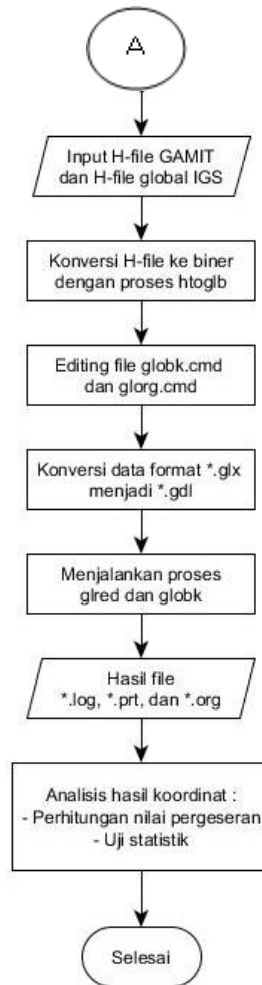 A
Input H-file GAMIT
dan H-file global IGS
Konversi H-file ke biner
dengan proses htoglb
Editing file globk.cmd
dan glorg.cmd
Konversi data format *.glx
menjadi *.gdl
Menjalankan proses
glred dan globk
Hasil file
*.log, *.prt, dan *.org
Analisis hasil koordinat :
- Perhitungan nilai pergeseran
- Uji statistik
Selesai